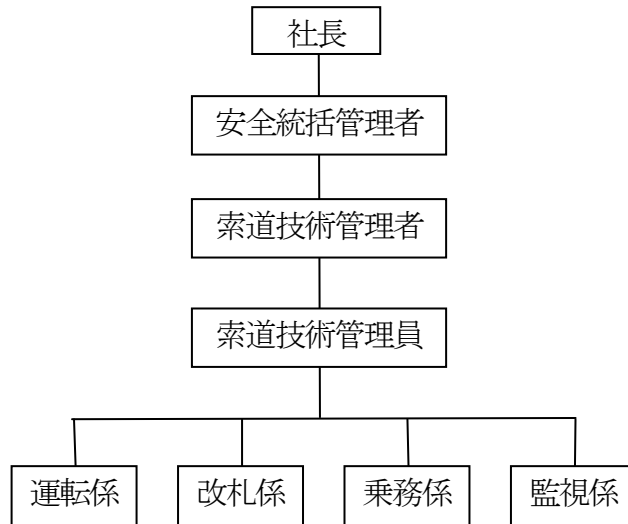 社長
安全統括管理者
索道技術管理者
索道技術管理員
運転係
改札係
乗務係
監視係